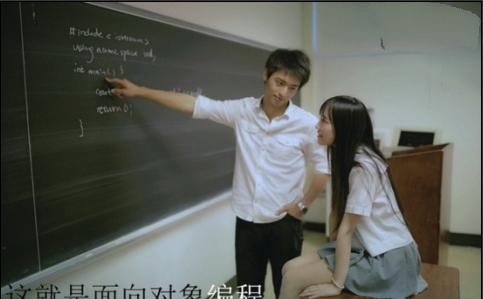 #include <iostream>
using namespace std;
int main() {
cout
return 0;
}
这就是面向对象编程